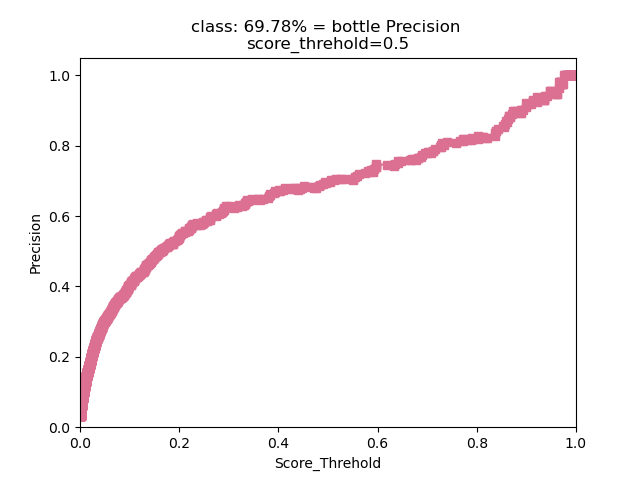 class: 69.78% = bottle Precision
score_threhold=0.5
1.0
0.8
0.6
0.4
0.2
0.0
Precision
0.0 0.2 0.4 0.6 0.8 1.0
Score_Threhold